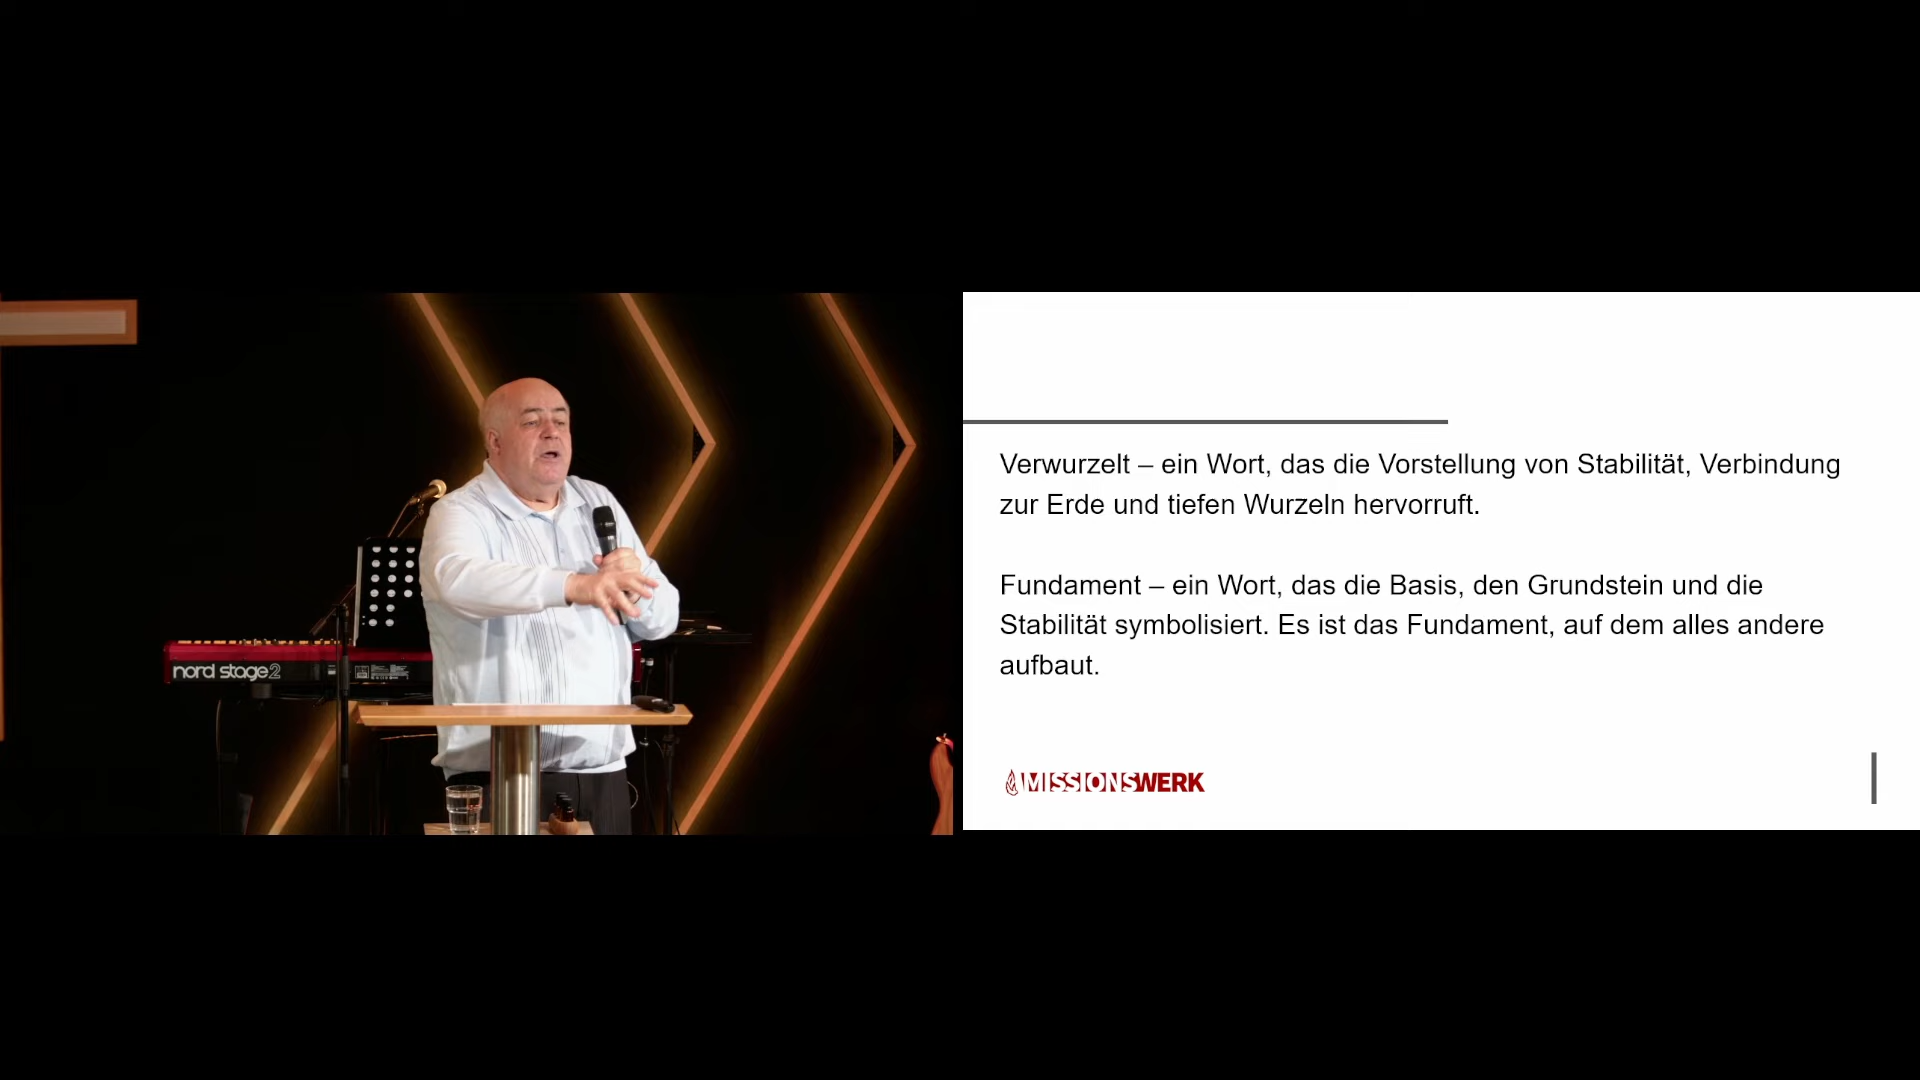 nord stage2
Verwurzelt – ein Wort, das die Vorstellung von Stabilität, Verbindung
zur Erde und tiefen Wurzeln hervorruft.
Fundament – ein Wort, das die Basis, den Grundstein und die
Stabilität symbolisiert. Es ist das Fundament, auf dem alles andere
aufbaut.
MISSIONSWERK